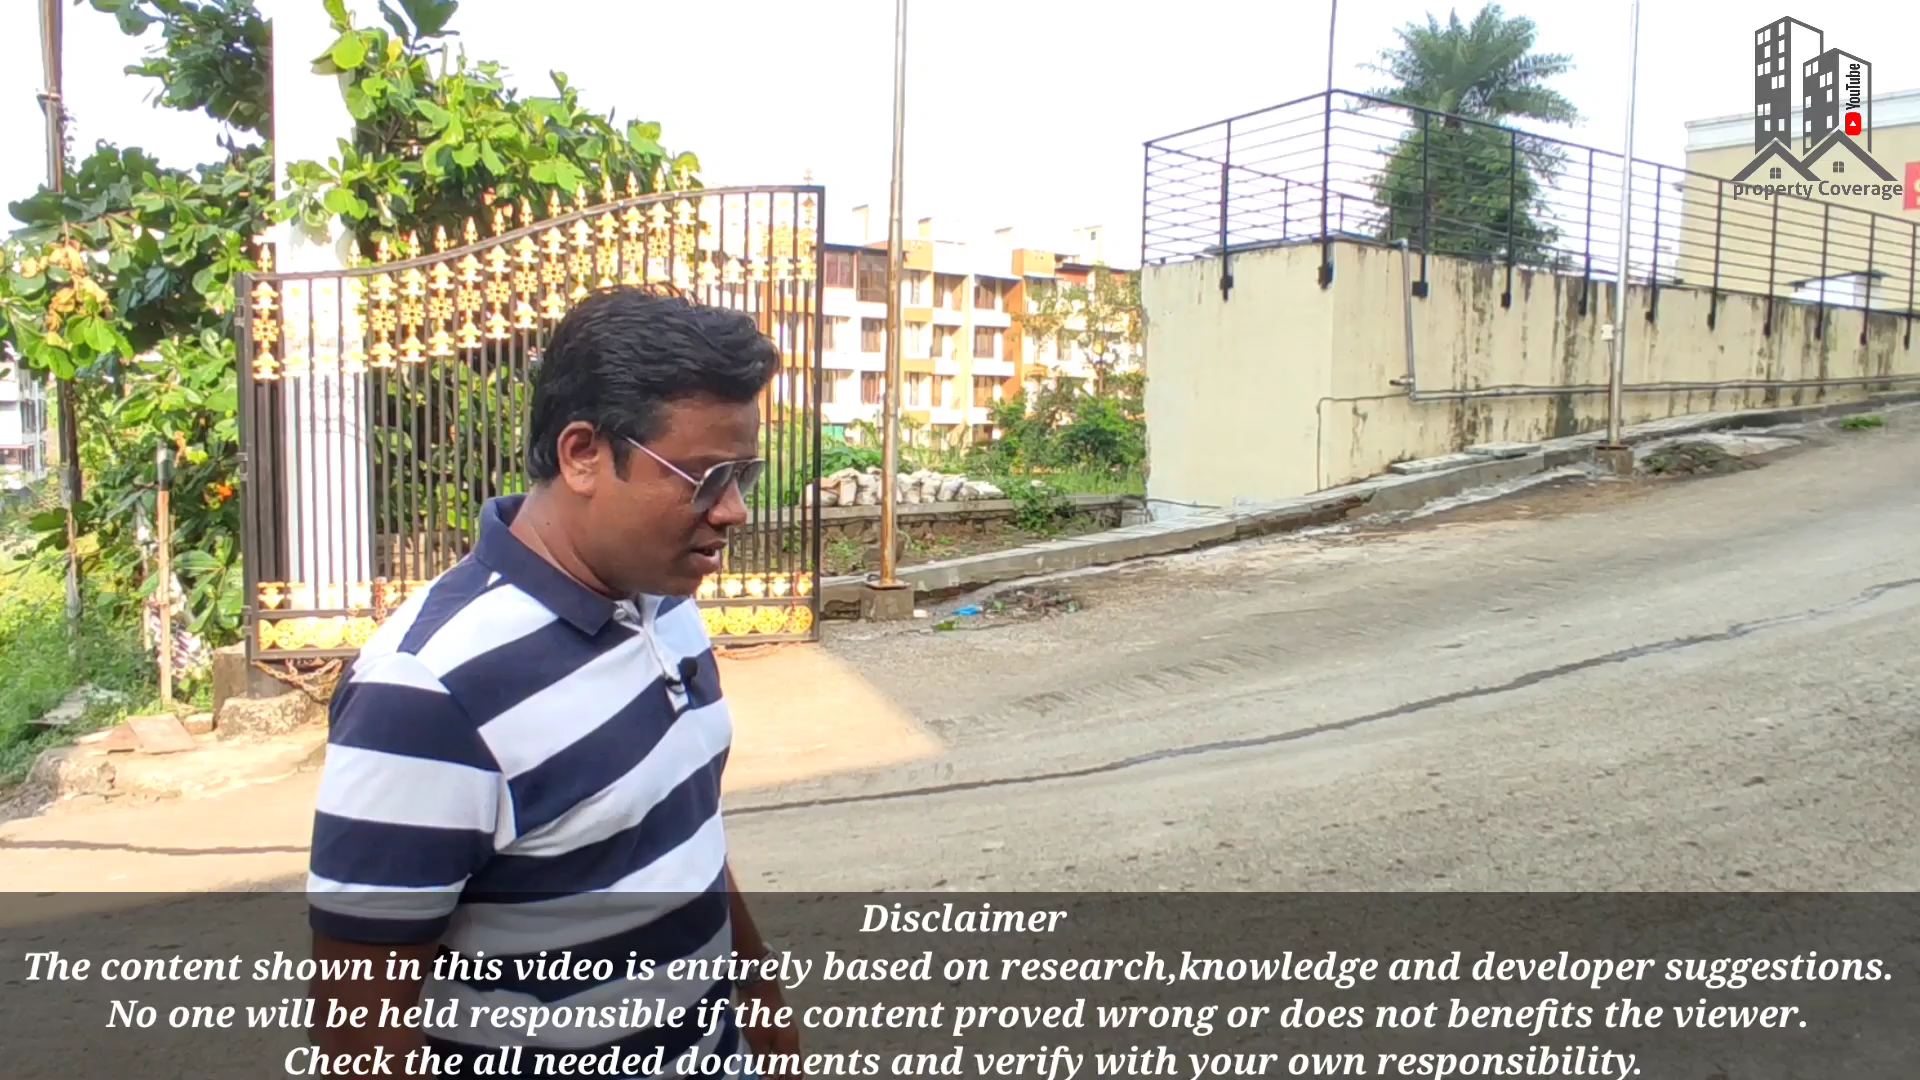 YouTube
property Coverage
Disclaimer
The content shown in this video is entirely based on research,knowledge and developer suggestions.
No one will be held responsible if the content proved wrong or does not benefits the viewer.
Check the all needed documents and verify with your own responsibility.